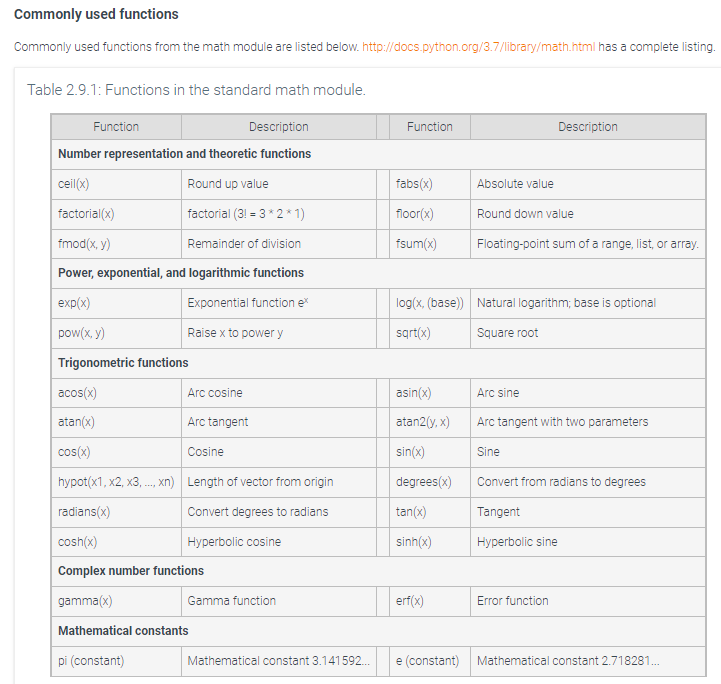 Commonly used functions
Commonly used functions from the math module are listed below. http://docs.python.org/3.7/library/math.html has a complete listing.
Table 2.9.1: Functions in the standard math module.
Function Description Function Description
Number representation and theoretic functions
ceil(x) Round up value fabs(x) Absolute value
factorial(x) factorial (3! = 3 * 2 * 1) floor(x) Round down value
fmod(x, y) Remainder of division fsum(x) Floating-point sum of a range, list, or array.
Power, exponential, and logarithmic functions
exp(x) Exponential function eˣ log(x, (base)) Natural logarithm; base is optional
pow(x, y) Raise x to power y sqrt(x) Square root
Trigonometric functions
acos(x) Arc cosine asin(x) Arc sine
atan(x) Arc tangent atan2(y, x) Arc tangent with two parameters
cos(x) Cosine sin(x) Sine
hypot(x1, x2, x3, ..., xn) Length of vector from origin degrees(x) Convert from radians to degrees
radians(x) Convert degrees to radians tan(x) Tangent
cosh(x) Hyperbolic cosine sinh(x) Hyperbolic sine
Complex number functions
gamma(x) Gamma function erf(x) Error function
Mathematical constants
pi (constant) Mathematical constant 3.141592... e (constant) Mathematical constant 2.718281...